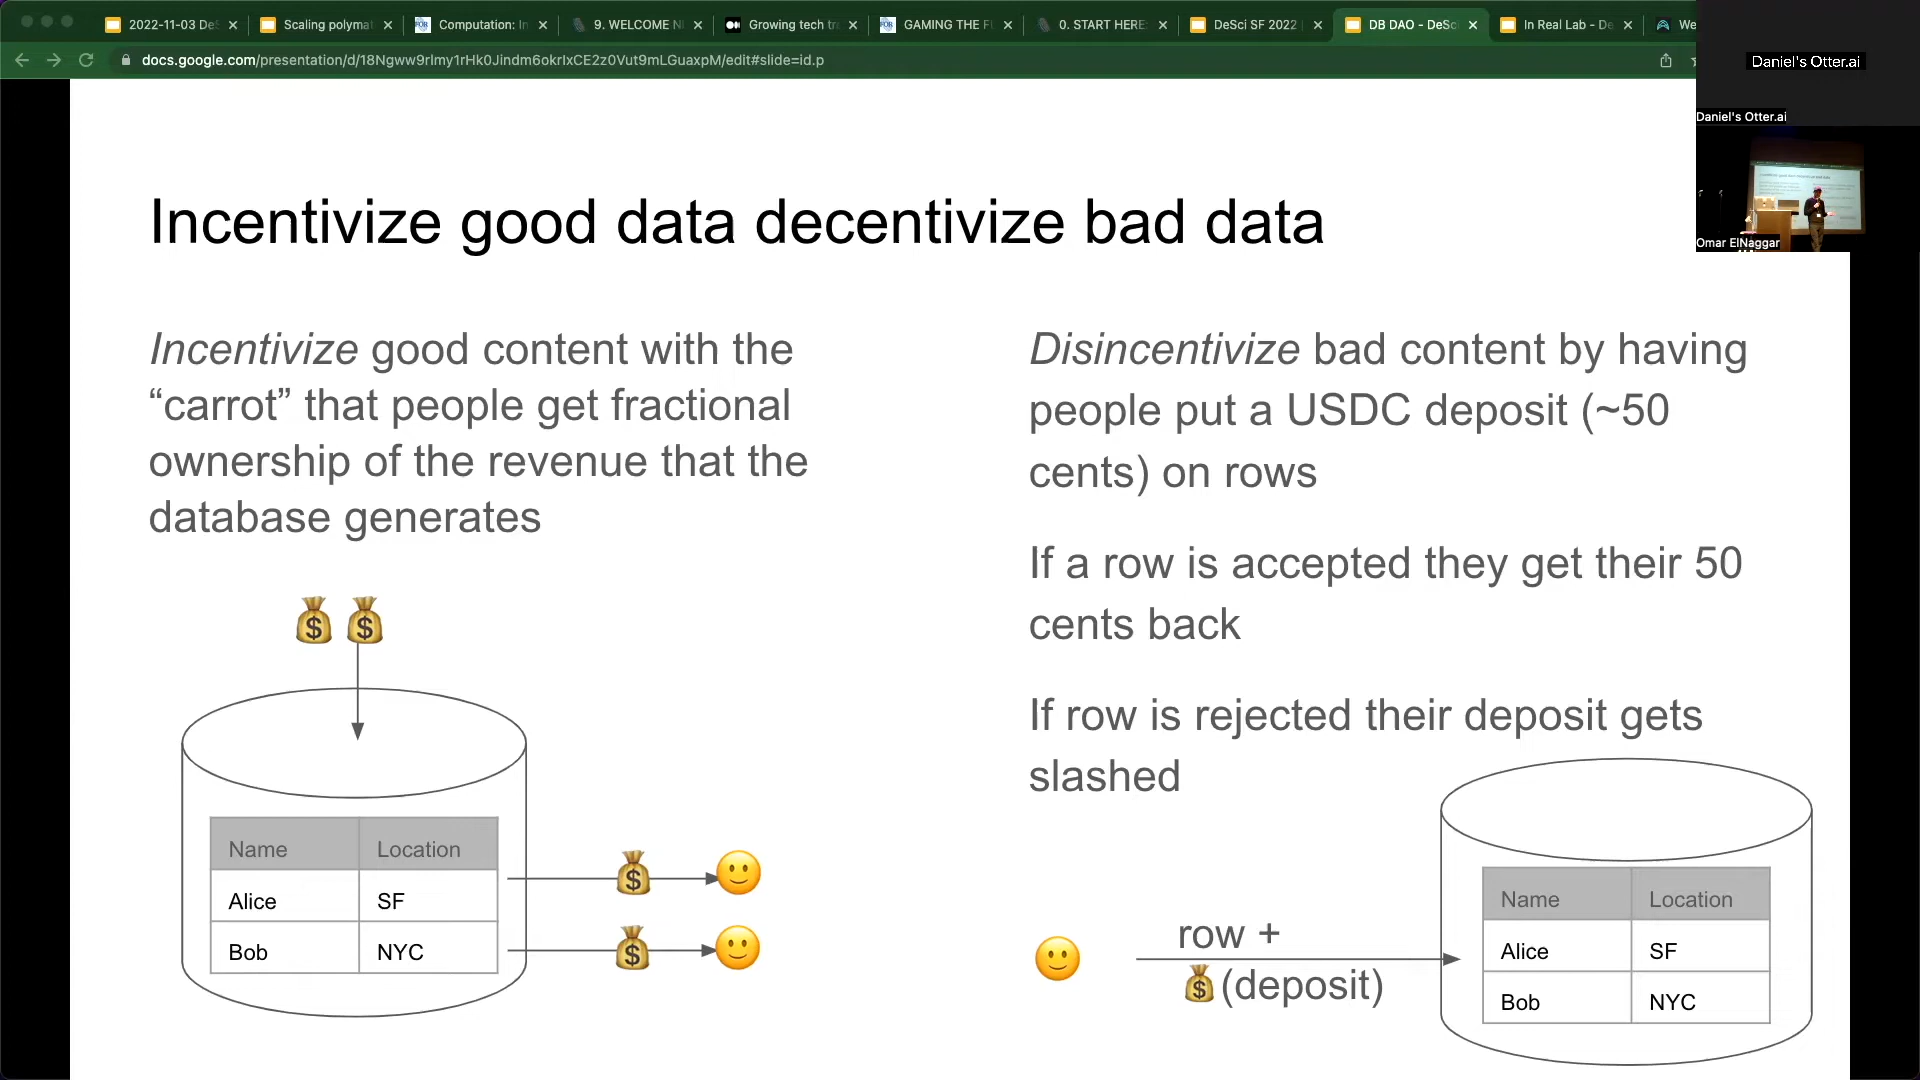 2022-11-03 DeS
Scaling polymat
Computation: In
9. WELCOME N
Growing tech tr
GAMING THE F
0. START HERE:
DeSci SF 2022
DB DAO - DeSc
In Real Lab - De
We
docs.google.com/presentation/d/18Ngww9rlmy1rHk0Jindm6okrIxCE2z0Vut9mLGuaxpM/edit#slide=id.p
Daniel's Otter.ai
Daniel's Otter.ai
Omar ElNaggar
Incentivize good data decentivize bad data
Incentivize good content with the
“carrot” that people get fractional
ownership of the revenue that the
database generates
Name Location
Alice SF
Bob NYC
Disincentivize bad content by having
people put a USDC deposit (~50
cents) on rows
If a row is accepted they get their 50
cents back
If row is rejected their deposit gets
slashed
row +
(deposit)
Name Location
Alice SF
Bob NYC